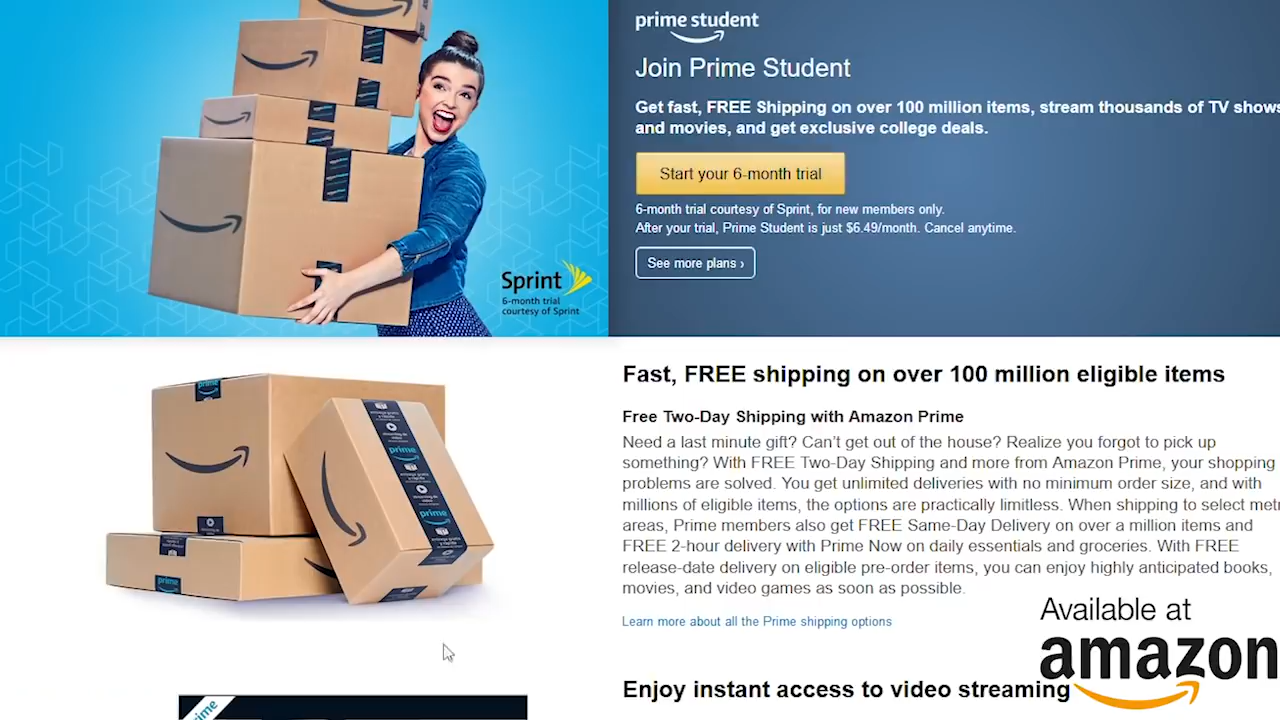 prime student
Join Prime Student
Get fast, FREE Shipping on over 100 million items, stream thousands of TV shows
and movies, and get exclusive college deals.
Start your 6-month trial
6-month trial courtesy of Sprint, for new members only.
After your trial, Prime Student is just $6.49/month. Cancel anytime.
See more plans ›
Sprint
6-month trial
courtesy of Sprint
prime
prime
prime
prime
Fast, FREE shipping on over 100 million eligible items
Free Two-Day Shipping with Amazon Prime
Need a last minute gift? Can't get out of the house? Realize you forgot to pick up
something? With FREE Two-Day Shipping and more from Amazon Prime, your shopping
problems are solved. You get unlimited deliveries with no minimum order size, and with
millions of eligible items, the options are practically limitless. When shipping to select
areas, Prime members also get FREE Same-Day Delivery on over a million items and
FREE 2-hour delivery with Prime Now on daily essentials and groceries. With FREE
release-date delivery on eligible pre-order items, you can enjoy highly anticipated books,
movies, and video games as soon as possible.
Learn more about all the Prime shipping options
Available at
amazon
Enjoy instant access to video streaming